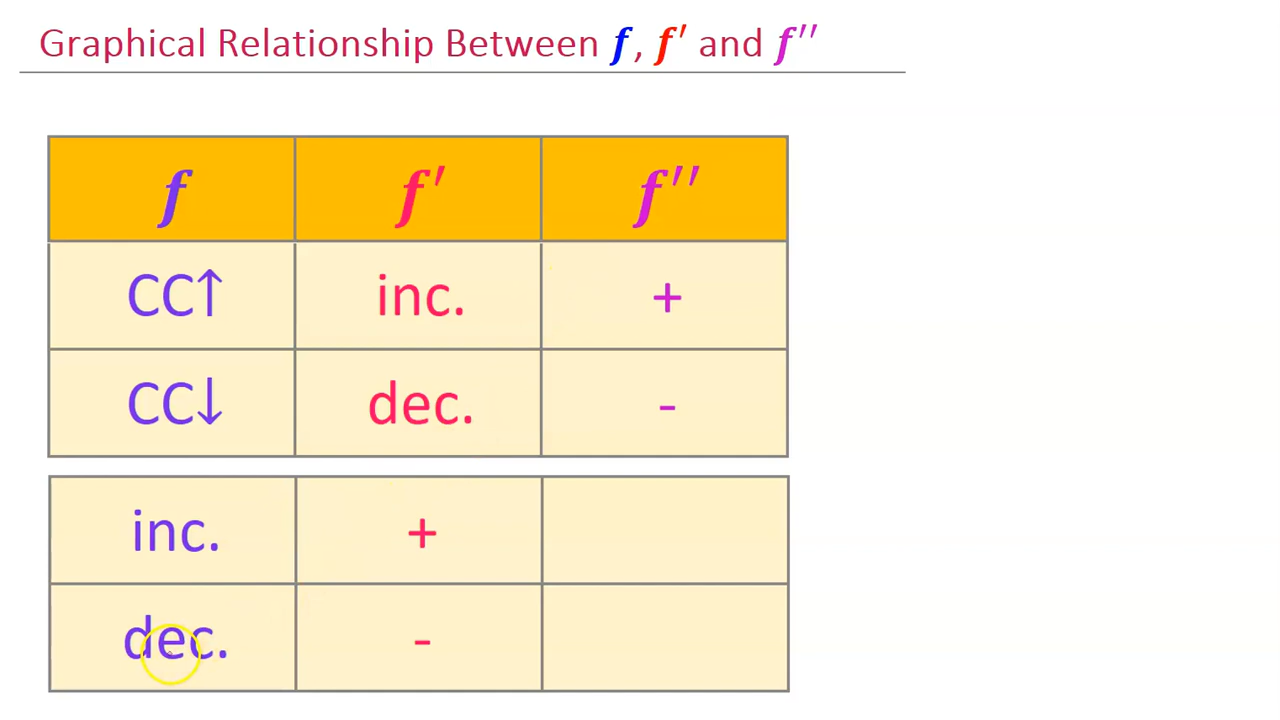 Graphical Relationship Between f, f′ and f′′
f f′ f′′
CC↑ inc. +
CC↓ dec. -
inc. +
dec. -